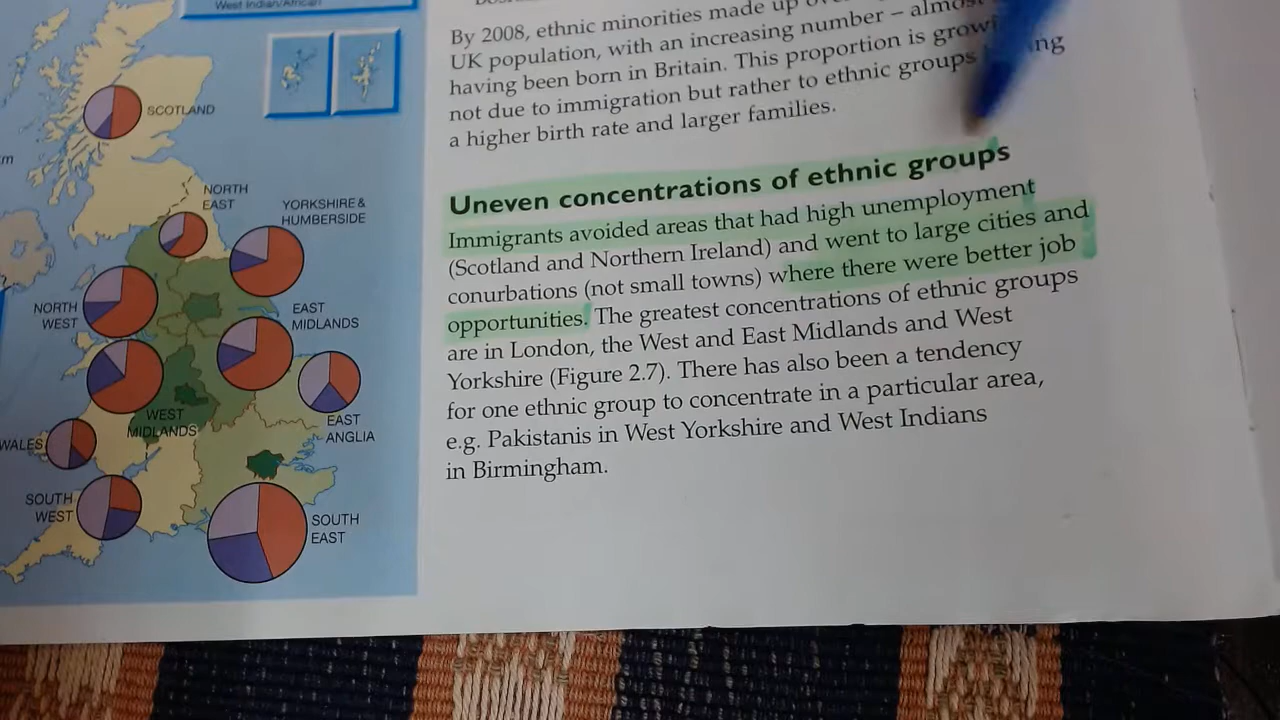 West Indian/African
SCOTLAND
NORTH
EAST
YORKSHIRE &
HUMBERSIDE
NORTH
WEST
EAST
MIDLANDS
WEST
MIDLANDS
EAST
ANGLIA
WALES
SOUTH
WEST
SOUTH
EAST
By 2008, ethnic minorities made up
UK population, with an increasing number – almost
having been born in Britain. This proportion is
not due to immigration but rather to ethnic groups
a higher birth rate and larger families.
Uneven concentrations of ethnic groups
Immigrants avoided areas that had high unemployment
(Scotland and Northern Ireland) and went to large cities and
conurbations (not small towns) where there were better job
opportunities. The greatest concentrations of ethnic groups
are in London, the West and East Midlands and West
Yorkshire (Figure 2.7). There has also been a tendency
for one ethnic group to concentrate in a particular area,
e.g. Pakistanis in West Yorkshire and West Indians
in Birmingham.